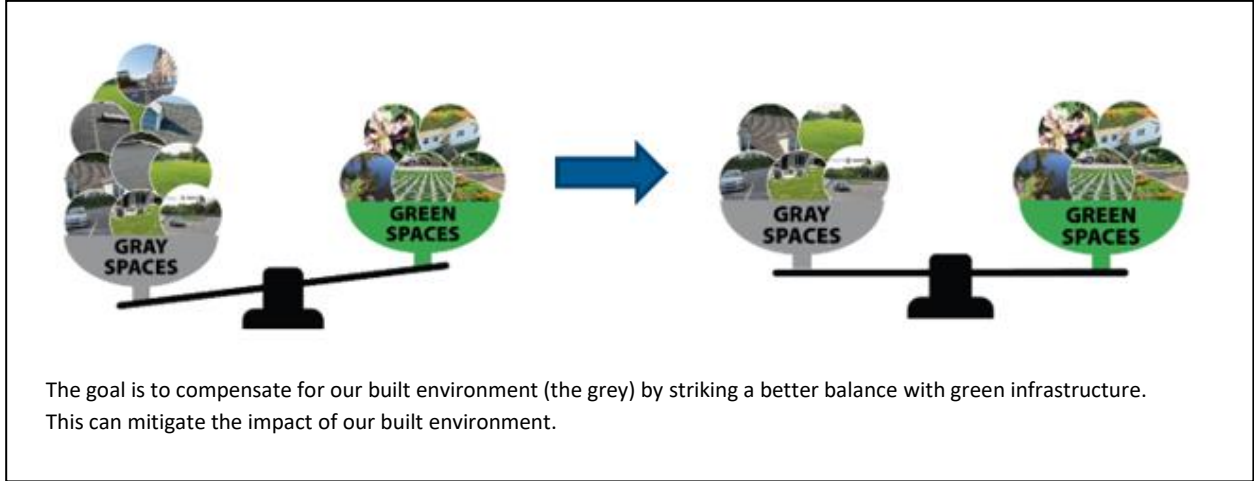 GREEN
SPACES
GRAY
SPACES
GRAY
SPACES
GREEN
SPACES
The goal is to compensate for our built environment (the grey) by striking a better balance with green infrastructure.
This can mitigate the impact of our built environment.